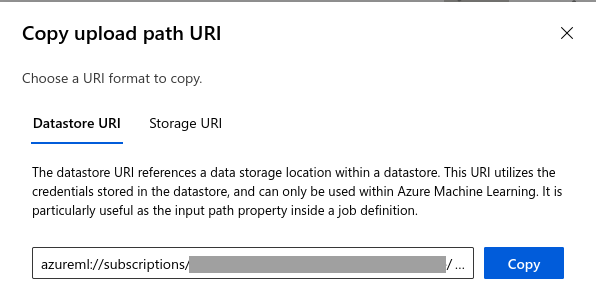 Copy upload path URI
Choose a URI format to copy.
Datastore URI Storage URI
The datastore URI references a data storage location within a datastore. This URI utilizes the
credentials stored in the datastore, and can only be used within Azure Machine Learning. It is
particularly useful as the input path property inside a job definition.
azureml://subscriptions/ / ... Copy